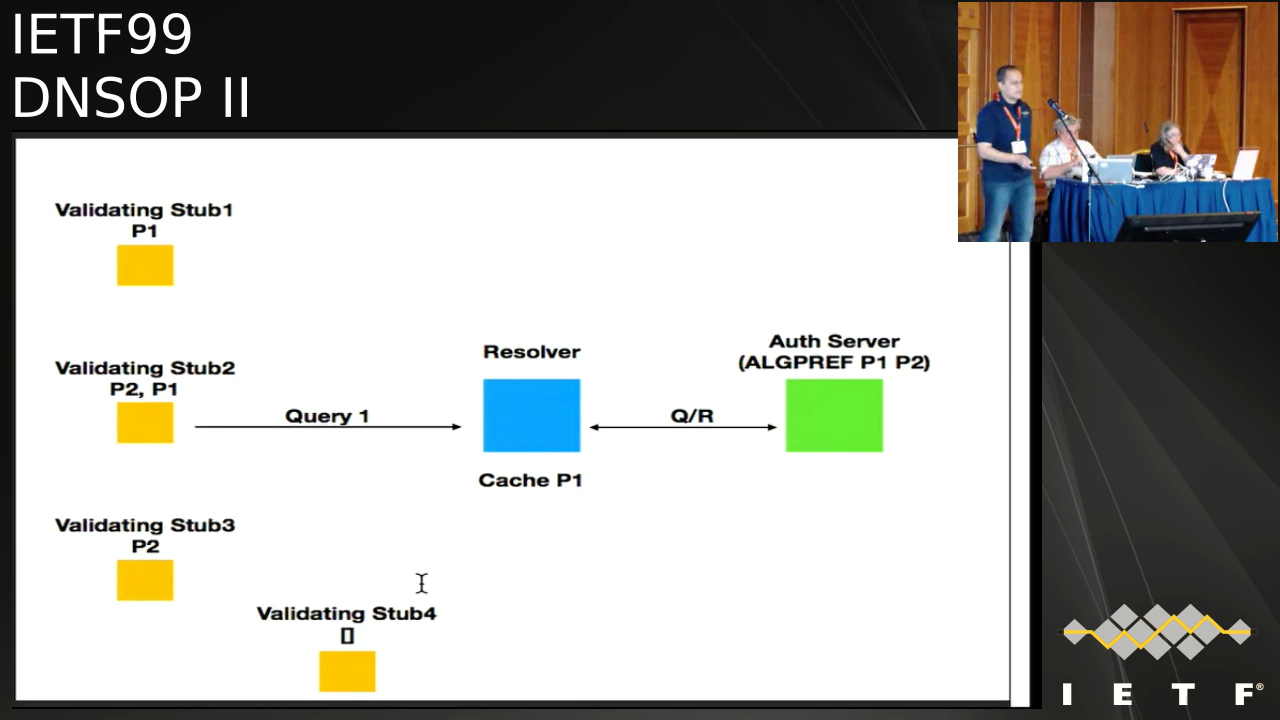 IETF99
DNSOP II
Validating Stub1
P1
Validating Stub2
P2, P1
Query 1
Resolver
Cache P1
Q/R
Auth Server
(ALGPREF P1 P2)
Validating Stub3
P2
Validating Stub4
[]
I E T F®